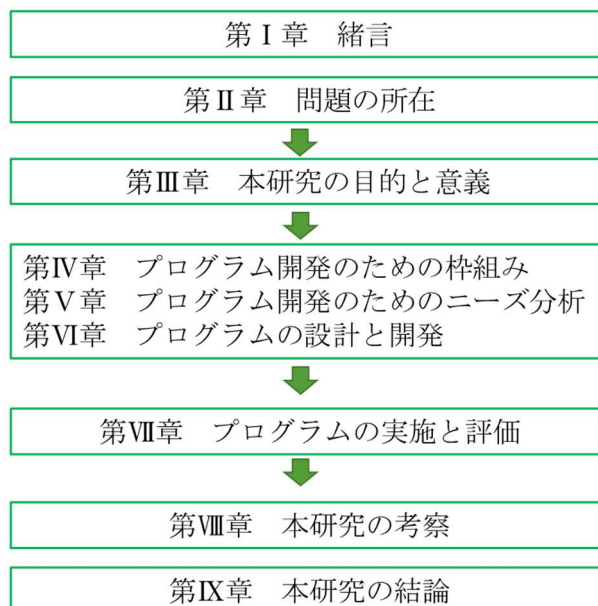 第Ⅰ章　緒言
第Ⅱ章　問題の所在
第Ⅲ章　本研究の目的と意義
第Ⅳ章　プログラム開発のための枠組み
第Ⅴ章　プログラム開発のためのニーズ分析
第Ⅵ章　プログラムの設計と開発
第Ⅶ章　プログラムの実施と評価
第Ⅷ章　本研究の考察
第Ⅸ章　本研究の結論